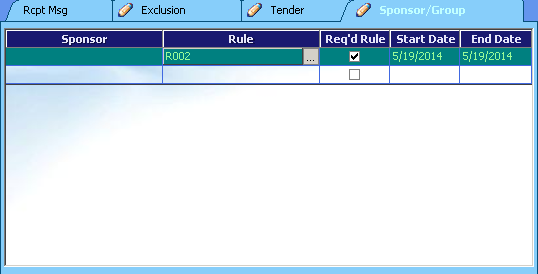 Rcpt Msg Exclusion Tender Sponsor/Group
Sponsor Rule Req'd Rule Start Date End Date
R002 ... 5/19/2014 5/19/2014